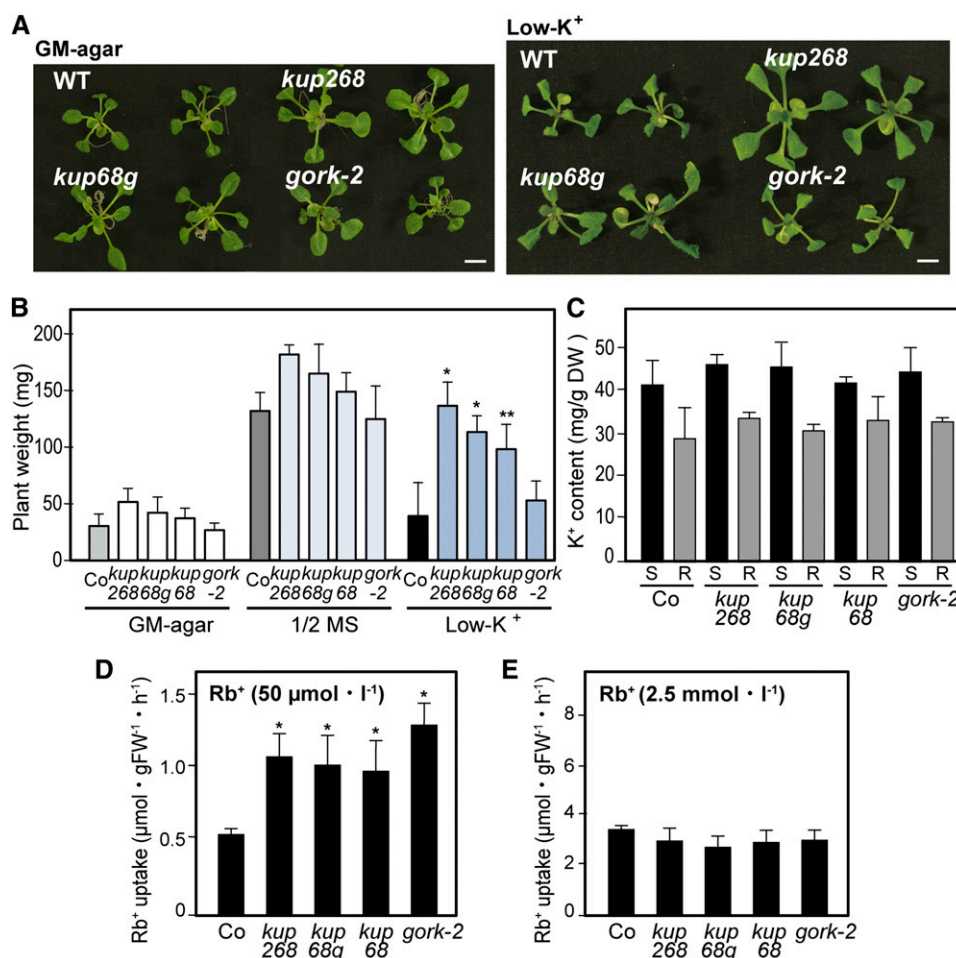 A
GM-agar
WT
kup268
kup68g
gork-2
Low-K+
WT
kup268
kup68g
gork-2
B
Plant weight (mg)
200
150
100
50
0
Co kup kup kup gork
268 68g 68 -2
GM-agar
Co kup kup kup gork
268 68g 68 -2
1/2 MS
* * **
Co kup kup kup gork
268 68g 68 -2
Low-K+
C
K+ content (mg/g DW)
50
40
30
30
10
0
S R S R S R S R S R
Co kup kup kup gork-2
268 68g 68
D
Rb+ (50 µmol · l-1)
Rb+ uptake (µmol · gFW-1 · h-1)
1.5
1.0
0.5
0
* * * *
Co kup kup kup gork-2
268 68g 68
E
Rb+ (2.5 mmol · l-1)
Rb+ uptake (µmol · gFW-1 · h-1)
8
6
4
2
0
Co kup kup kup gork-2
268 68g 68